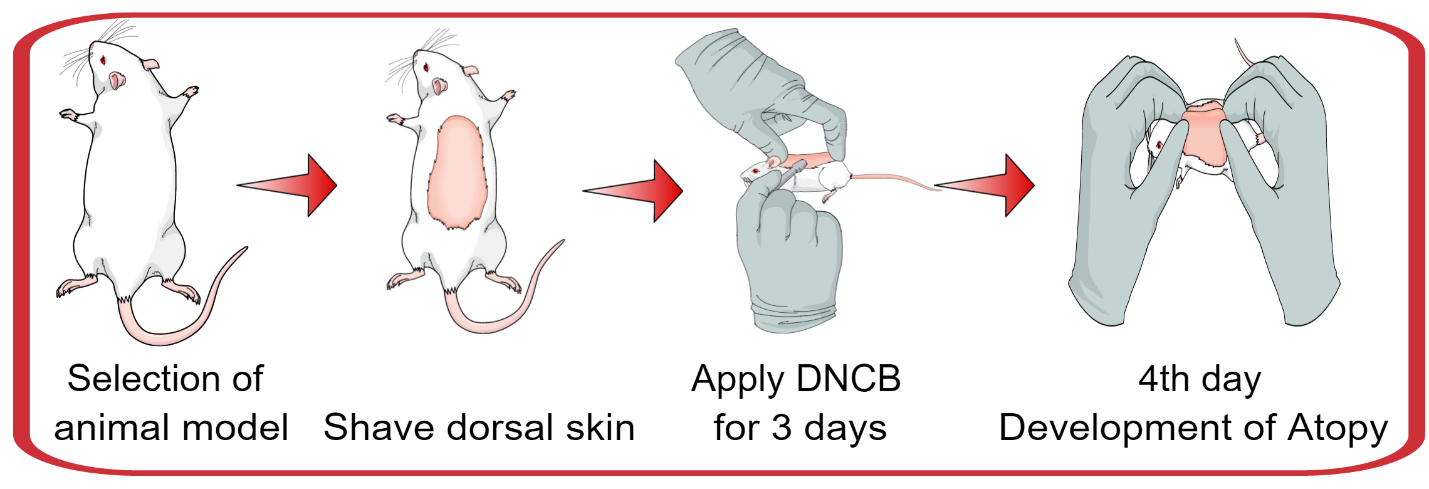 Selection of
animal model
Shave dorsal skin
Apply DNCB
for 3 days
4th day
Development of Atopy